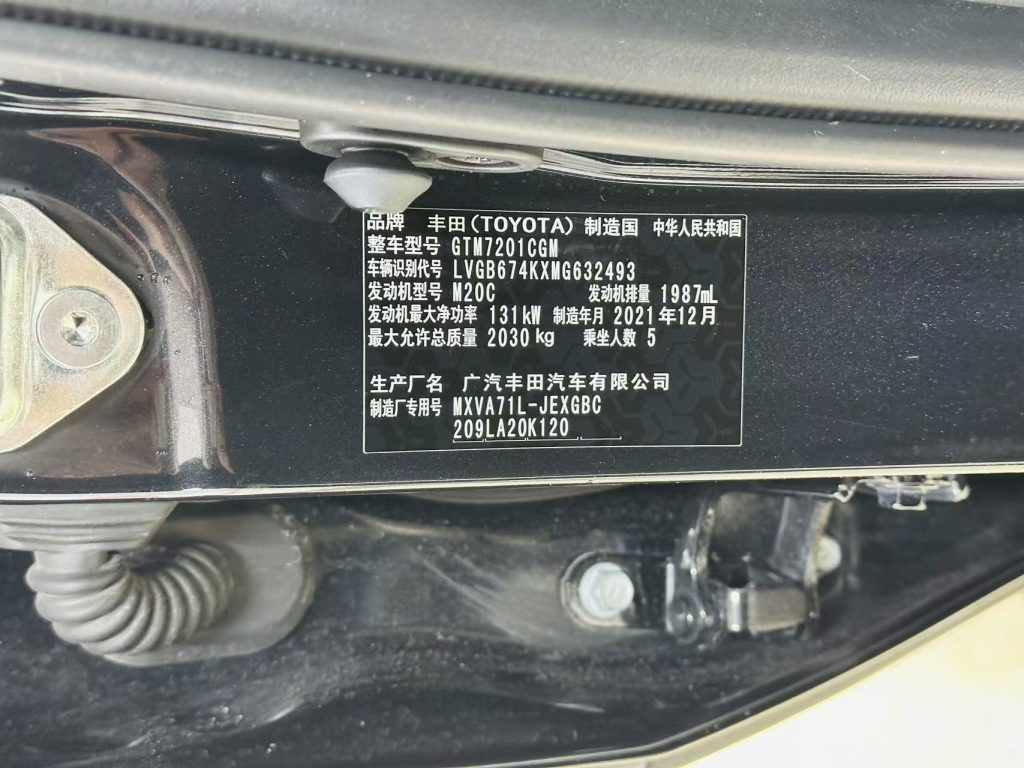 品牌 丰田(TOYOTA) 制造国 中华人民共和国
整车型号 GTM7201CGM
车辆识别代号 LVGB674KXMG632493
发动机型号 M20C 发动机排量 1987mL
发动机最大净功率 131kW 制造年月 2021年12月
最大允许总质量 2030kg 乘坐人数 5
生产厂名 广汽丰田汽车有限公司
制造厂专用号 MXVA71L-JEXGBC
209LA20K120